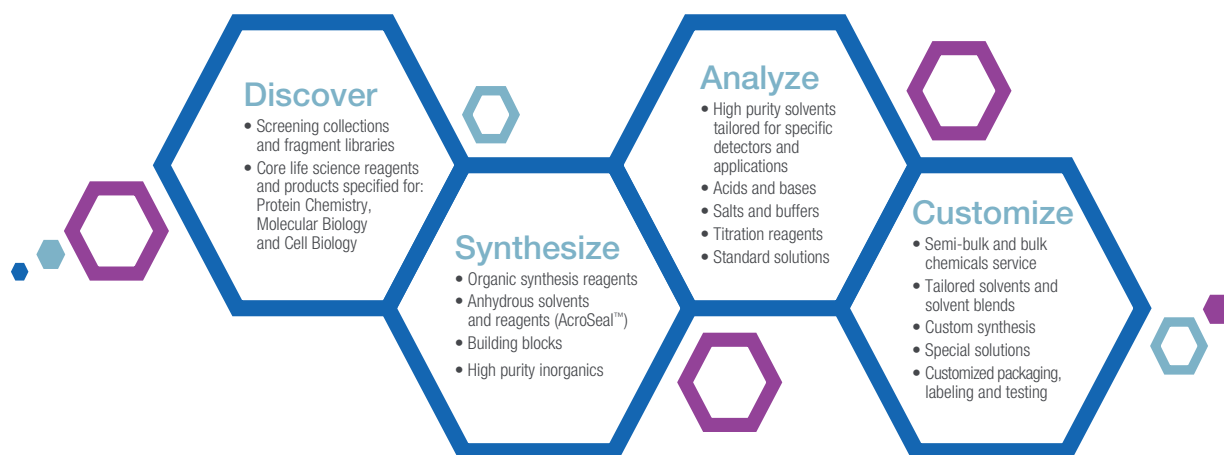 Discover
• Screening collections
and fragment libraries
• Core life science reagents
and products specified for:
Protein Chemistry,
Molecular Biology
and Cell Biology
Synthesize
• Organic synthesis reagents
• Anhydrous solvents
and reagents (AcroSeal™)
• Building blocks
• High purity inorganics
Analyze
• High purity solvents
tailored for specific
detectors and
applications
• Acids and bases
• Salts and buffers
• Titration reagents
• Standard solutions
Customize
• Semi-bulk and bulk
chemicals service
• Tailored solvents and
solvent blends
• Custom synthesis
• Special solutions
• Customized packaging,
labeling and testing